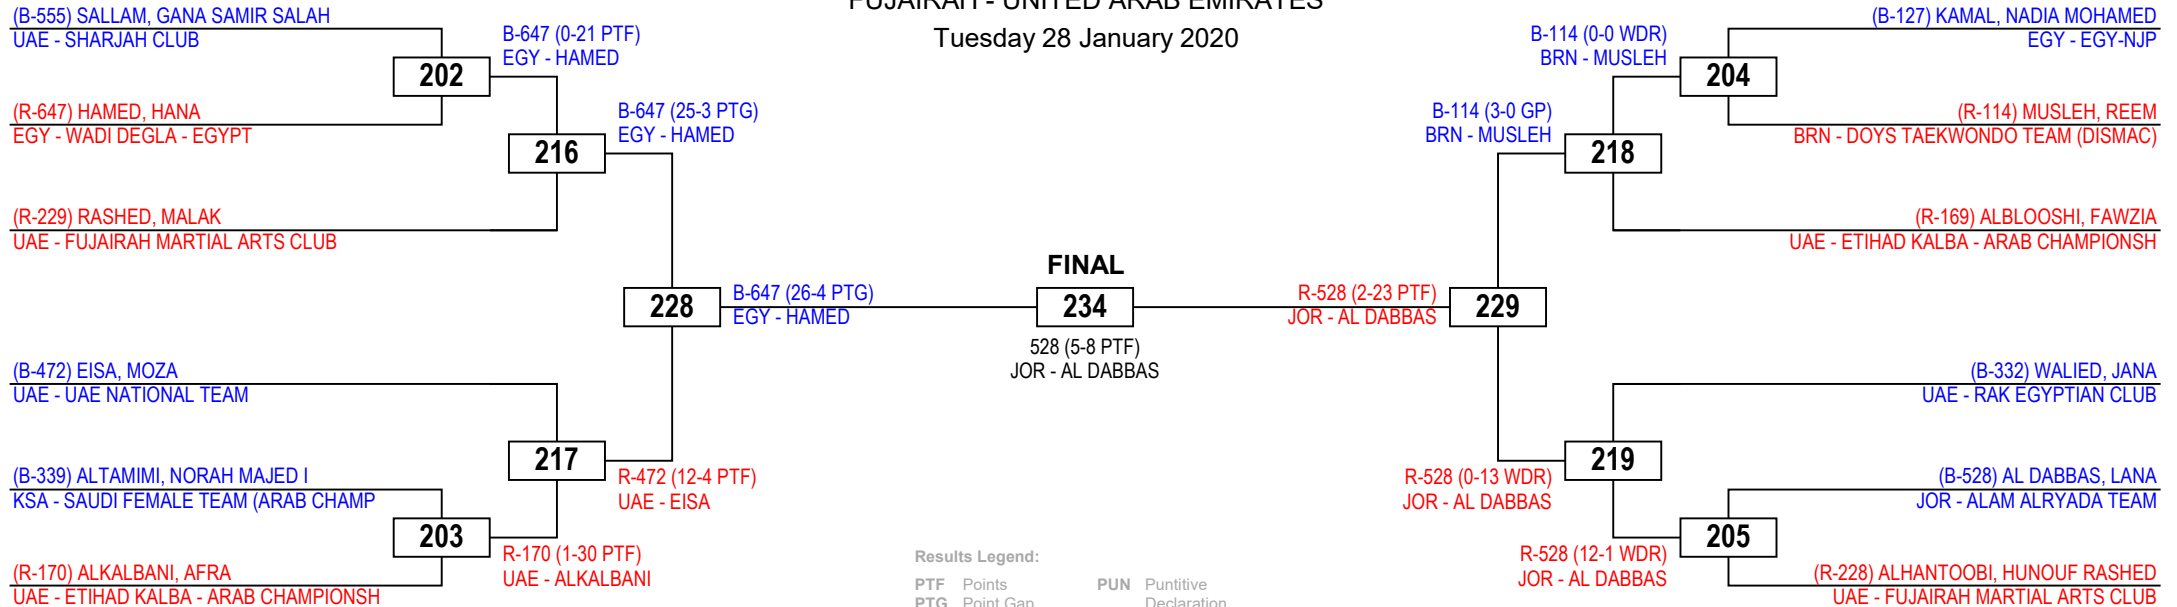 FUJAIRAH - UNITED ARAB EMIRATES
Tuesday 28 January 2020
(B-555) SALLAM, GANA SAMIR SALAH
UAE - SHARJAH CLUB
202
B-647 (0-21 PTF)
EGY - HAMED
(R-647) HAMED, HANA
EGY - WADI DEGLA - EGYPT
216
B-647 (25-3 PTG)
EGY - HAMED
(R-229) RASHED, MALAK
UAE - FUJAIRAH MARTIAL ARTS CLUB
228
B-647 (26-4 PTG)
EGY - HAMED
(B-472) EISA, MOZA
UAE - UAE NATIONAL TEAM
217
R-472 (12-4 PTF)
UAE - EISA
(B-339) ALTAMIMI, NORAH MAJED I
KSA - SAUDI FEMALE TEAM (ARAB CHAMP
203
R-170 (1-30 PTF)
UAE - ALKALBANI
(R-170) ALKALBANI, AFRA
UAE - ETIHAD KALBA - ARAB CHAMPIONSH
FINAL
234
528 (5-8 PTF)
JOR - AL DABBAS
B-114 (0-0 WDR)
BRN - MUSLEH
204
(B-127) KAMAL, NADIA MOHAMED
EGY - EGY-NJP
(R-114) MUSLEH, REEM
BRN - DOYS TAEKWONDO TEAM (DISMAC)
B-114 (3-0 GP)
BRN - MUSLEH
218
(R-169) ALBLOOSHI, FAWZIA
UAE - ETIHAD KALBA - ARAB CHAMPIONSH
R-528 (2-23 PTF)
JOR - AL DABBAS
229
(B-332) WALIED, JANA
UAE - RAK EGYPTIAN CLUB
R-528 (0-13 WDR)
JOR - AL DABBAS
219
(B-528) AL DABBAS, LANA
JOR - ALAM ALRYADA TEAM
R-528 (12-1 WDR)
JOR - AL DABBAS
205
(R-228) ALHANTOOBI, HUNOUF RASHED
UAE - FUJAIRAH MARTIAL ARTS CLUB
Results Legend:
PTF Points PUN Puntitive
PTG Point Gap Declaration